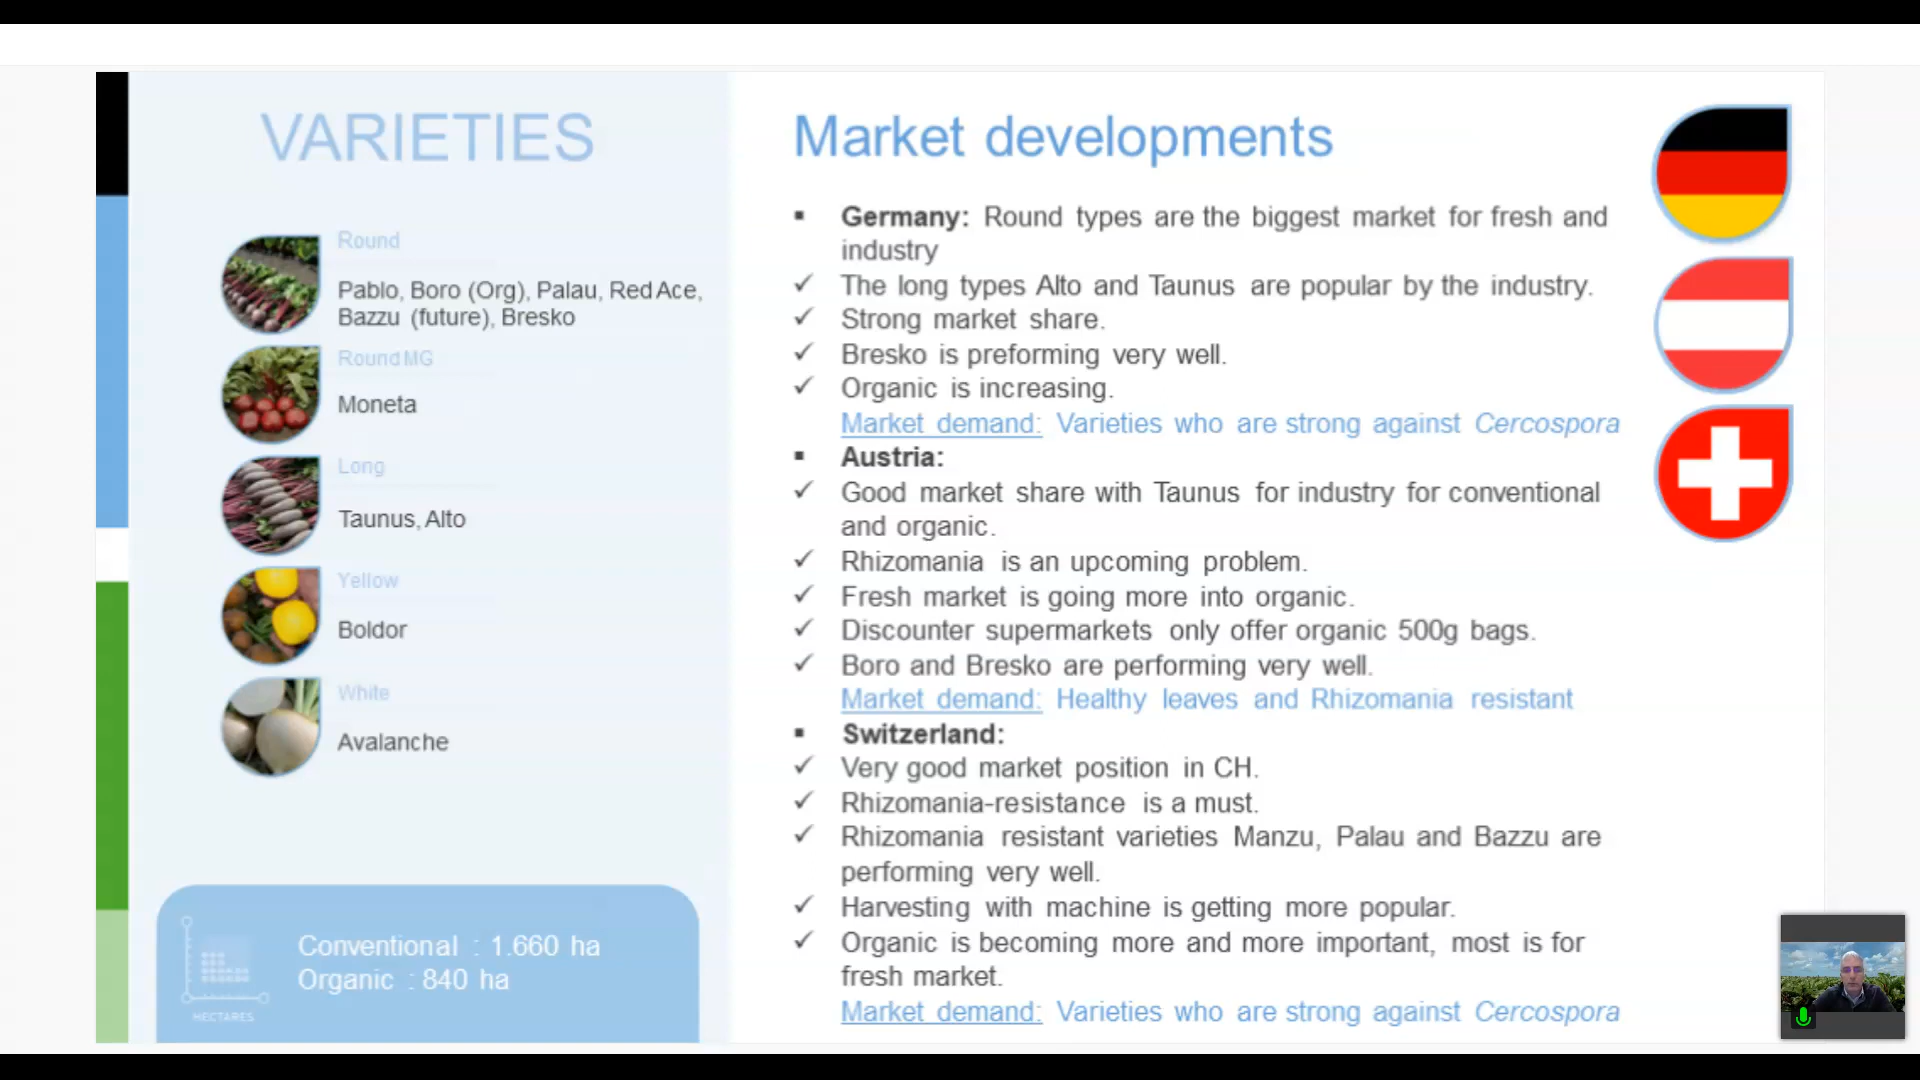 VARIETIES
Round
Pablo, Boro (Org), Palau, Red Ace,
Bazzu (future), Bresko
Round MG
Moneta
Long
Taunus, Alto
Yellow
Boldor
White
Avalanche
Conventional : 1.660 ha
Organic : 840 ha
HECTARES
Market developments
▪ Germany: Round types are the biggest market for fresh and
industry
✓ The long types Alto and Taunus are popular by the industry.
✓ Strong market share.
✓ Bresko is preforming very well.
✓ Organic is increasing.
Market demand: Varieties who are strong against Cercospora
▪ Austria:
✓ Good market share with Taunus for industry for conventional
and organic.
✓ Rhizomania is an upcoming problem.
✓ Fresh market is going more into organic.
✓ Discounter supermarkets only offer organic 500g bags.
✓ Boro and Bresko are performing very well.
Market demand: Healthy leaves and Rhizomania resistant
▪ Switzerland:
✓ Very good market position in CH.
✓ Rhizomania-resistance is a must.
✓ Rhizomania resistant varieties Manzu, Palau and Bazzu are
performing very well.
✓ Harvesting with machine is getting more popular.
✓ Organic is becoming more and more important, most is for
fresh market.
Market demand: Varieties who are strong against Cercospora